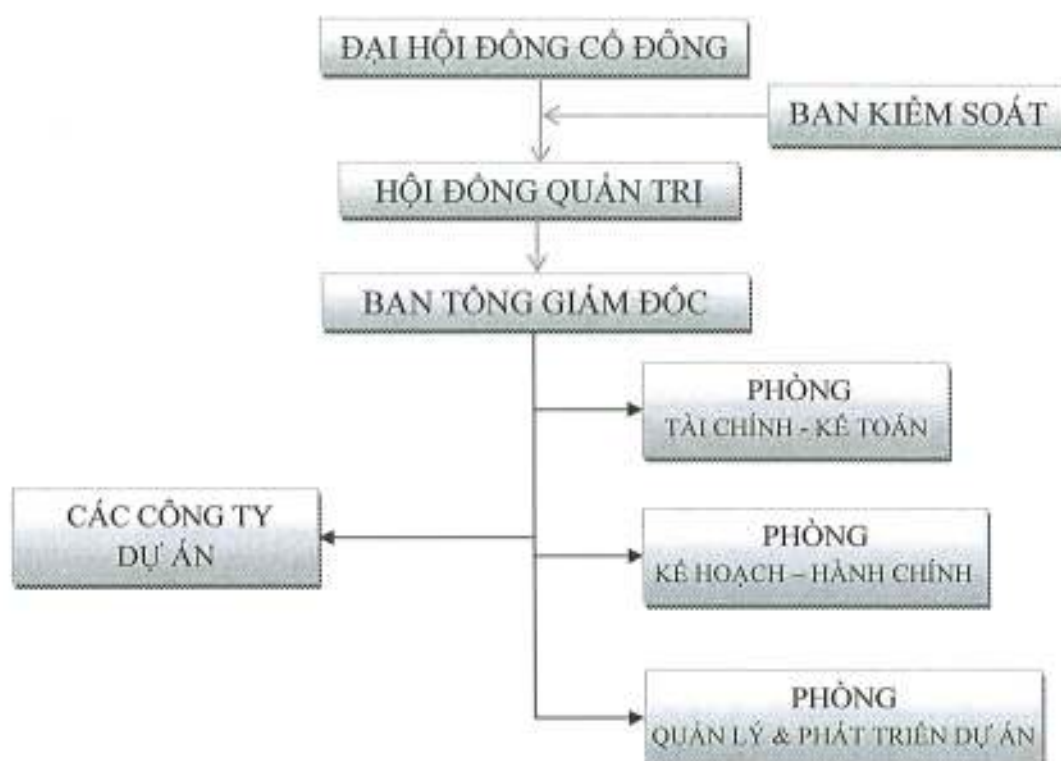 ĐẠI HỘI ĐỒNG CỔ ĐÔNG
BAN KIỂM SOÁT
HỘI ĐỒNG QUẢN TRỊ
BAN TỔNG GIÁM ĐỐC
PHÒNG
TÀI CHÍNH - KẾ TOÁN
CÁC CÔNG TY
DỰ ÁN
PHÒNG
KẾ HOẠCH – HÀNH CHÍNH
PHÒNG
QUẢN LÝ & PHÁT TRIỂN DỰ ÁN